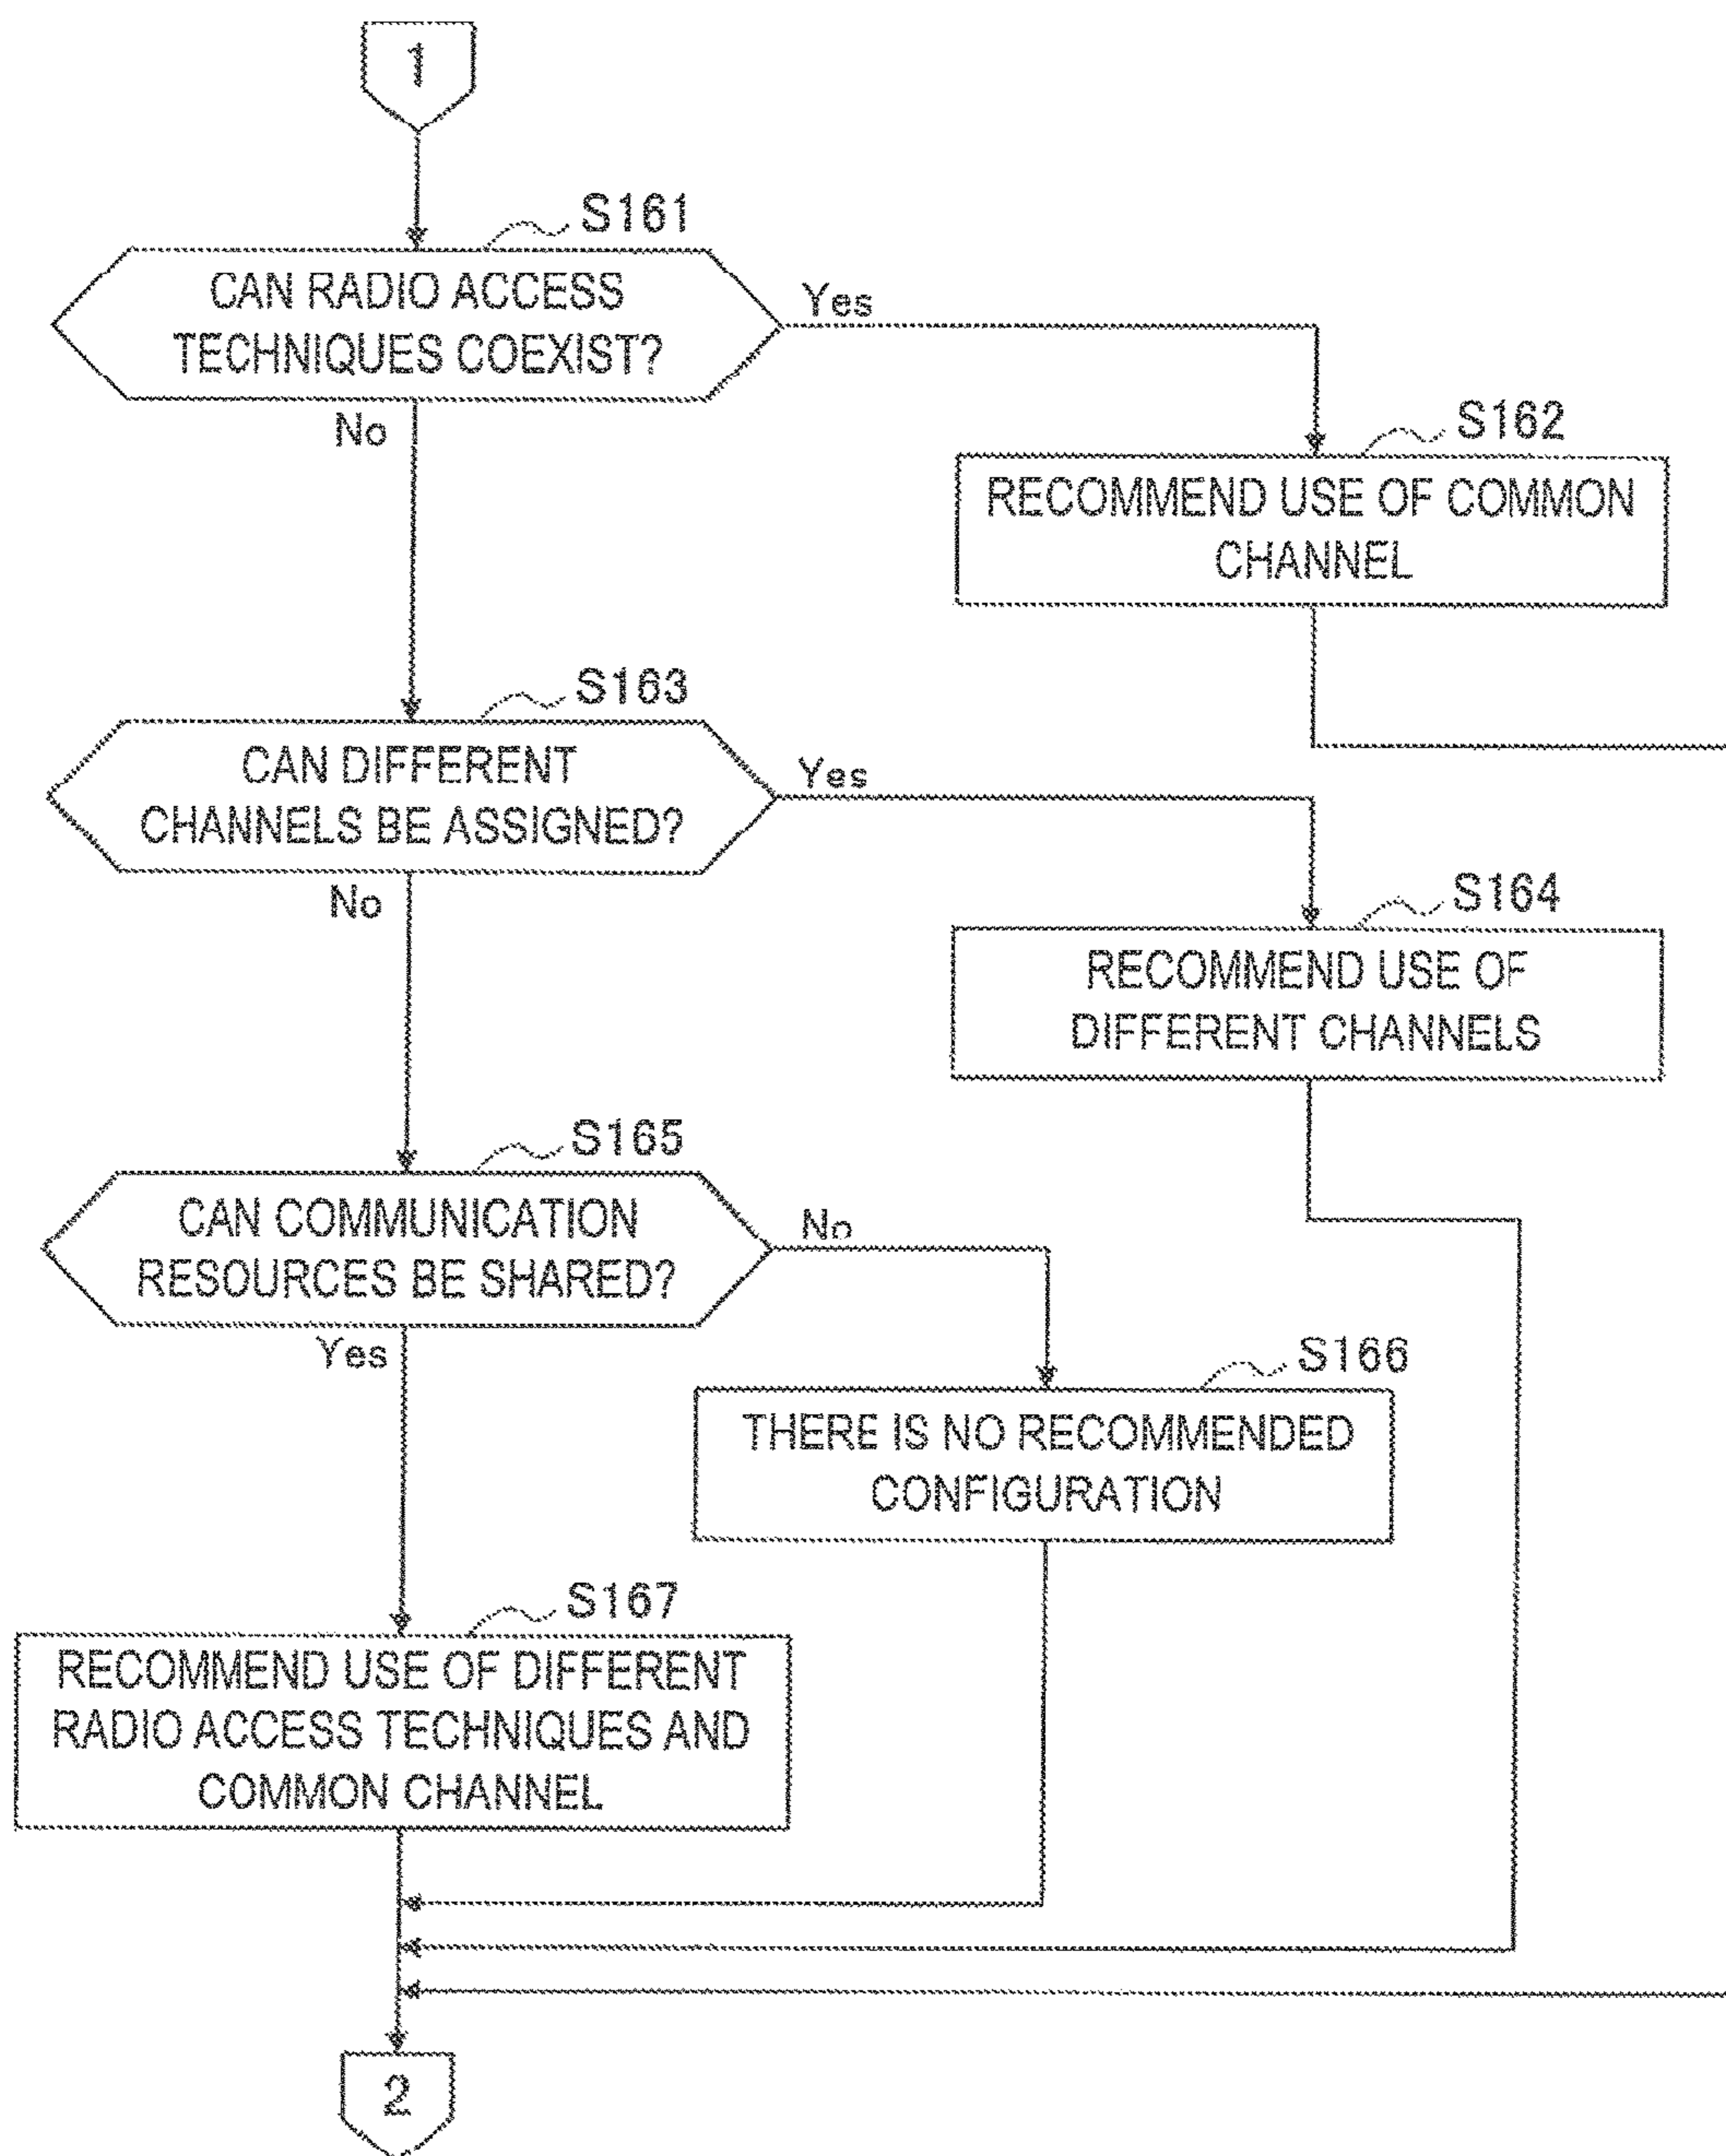 1
S161
CAN RADIO ACCESS
TECHNIQUES COEXIST?
Yes
No
S162
RECOMMEND USE OF COMMON
CHANNEL
S163
CAN DIFFERENT
CHANNELS BE ASSIGNED?
Yes
No
S164
RECOMMEND USE OF
DIFFERENT CHANNELS
S165
CAN COMMUNICATION
RESOURCES BE SHARED?
No
Yes
S166
THERE IS NO RECOMMENDED
CONFIGURATION
S167
RECOMMEND USE OF DIFFERENT
RADIO ACCESS TECHNIQUES AND
COMMON CHANNEL
2